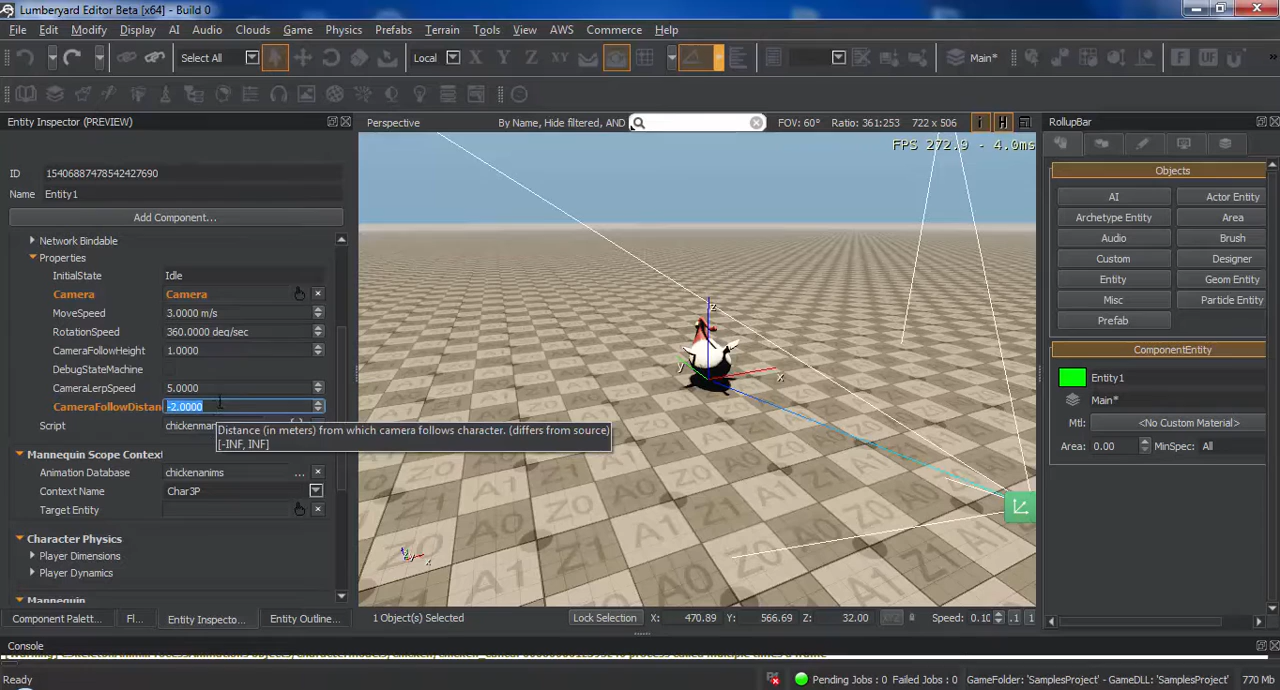 Lumberyard Editor Beta [x64] - Build 0
File Edit Modify Display AI Audio Clouds Game Physics Prefabs Terrain Tools View AWS Commerce Help
Select All Local X Y Z XY Main* F UF
Entity Inspector (PREVIEW)
Perspective By Name, Hide filtered, AND FOV: 60° Ratio: 361:253 722 x 506 i H
RollupBar
FPS 272.9 - 4.0ms
ID 15406887478542427690
Name Entity1
Add Component...
Network Bindable
Properties
InitialState Idle
Camera Camera
MoveSpeed 3.0000 m/s
RotationSpeed 360.0000 deg/sec
CameraFollowHeight 1.0000
DebugStateMachine
CameraLerpSpeed 5.0000
CameraFollowDistan -2.0000
Script chickenmar
Distance (in meters) from which camera follows character. (differs from source)
[-INF, INF]
Mannequin Scope Context
Animation Database chickenanims ...
Context Name Char3P
Target Entity
Character Physics
Player Dimensions
Player Dynamics
Mannequin
z
y
x
Objects
AI Actor Entity
Archetype Entity Area
Audio Brush
Custom Designer
Entity Geom Entity
Misc Particle Entity
Prefab
ComponentEntity
Entity1
Main*
Mtl: <No Custom Material>
Area: 0.00 MinSpec: All
Component Palett... Fl... Entity Inspecto... Entity Outline...
1 Object(s) Selected Lock Selection X: 470.89 Y: 566.69 Z: 32.00 XYZ Speed: 0.10 .1 1
Console
Ready Pending Jobs : 0 Failed Jobs : 0 GameFolder: 'SamplesProject' - GameDLL: 'SamplesProject' 770 Mb